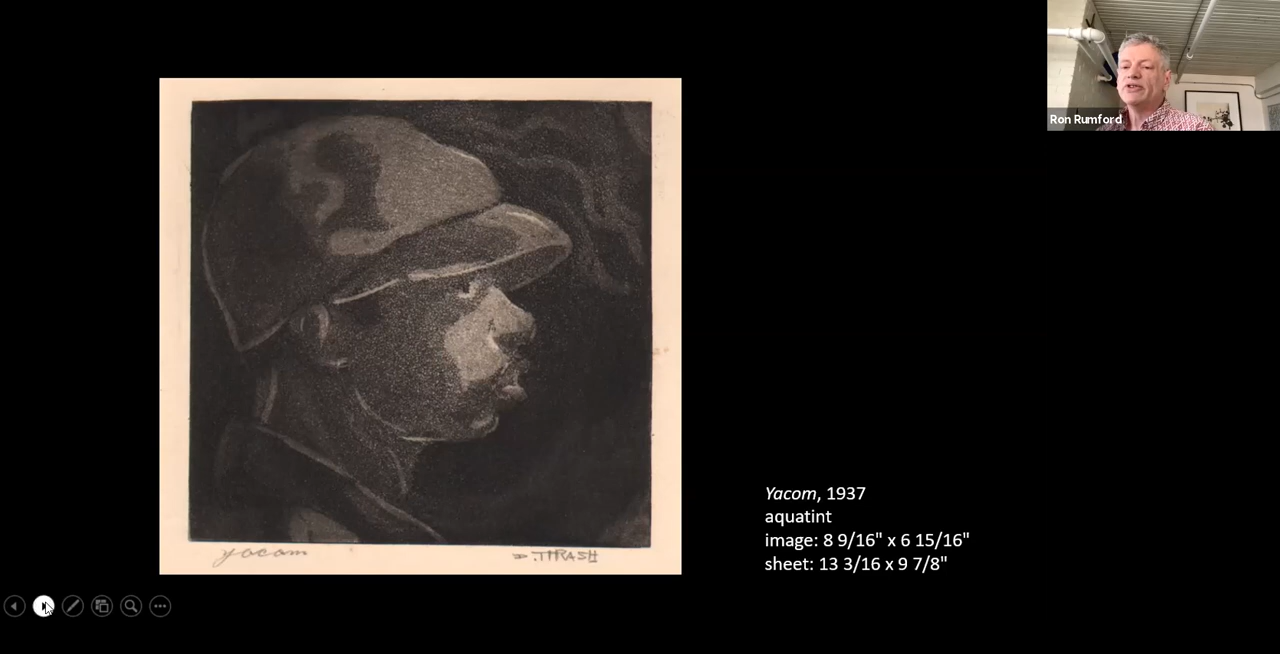 Ron Rumford
yacom
D. THRASH
Yacom, 1937
aquatint
image: 8 9/16" x 6 15/16"
sheet: 13 3/16 x 9 7/8"